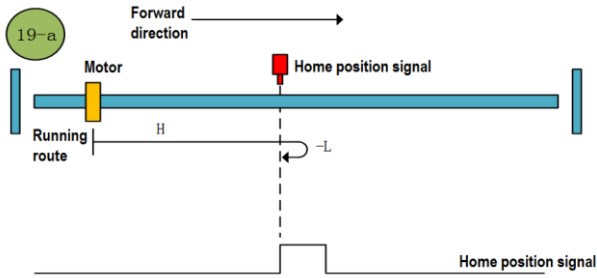 19-a
Forward
direction
Motor
Home position signal
Running
route
H
-L
Home position signal